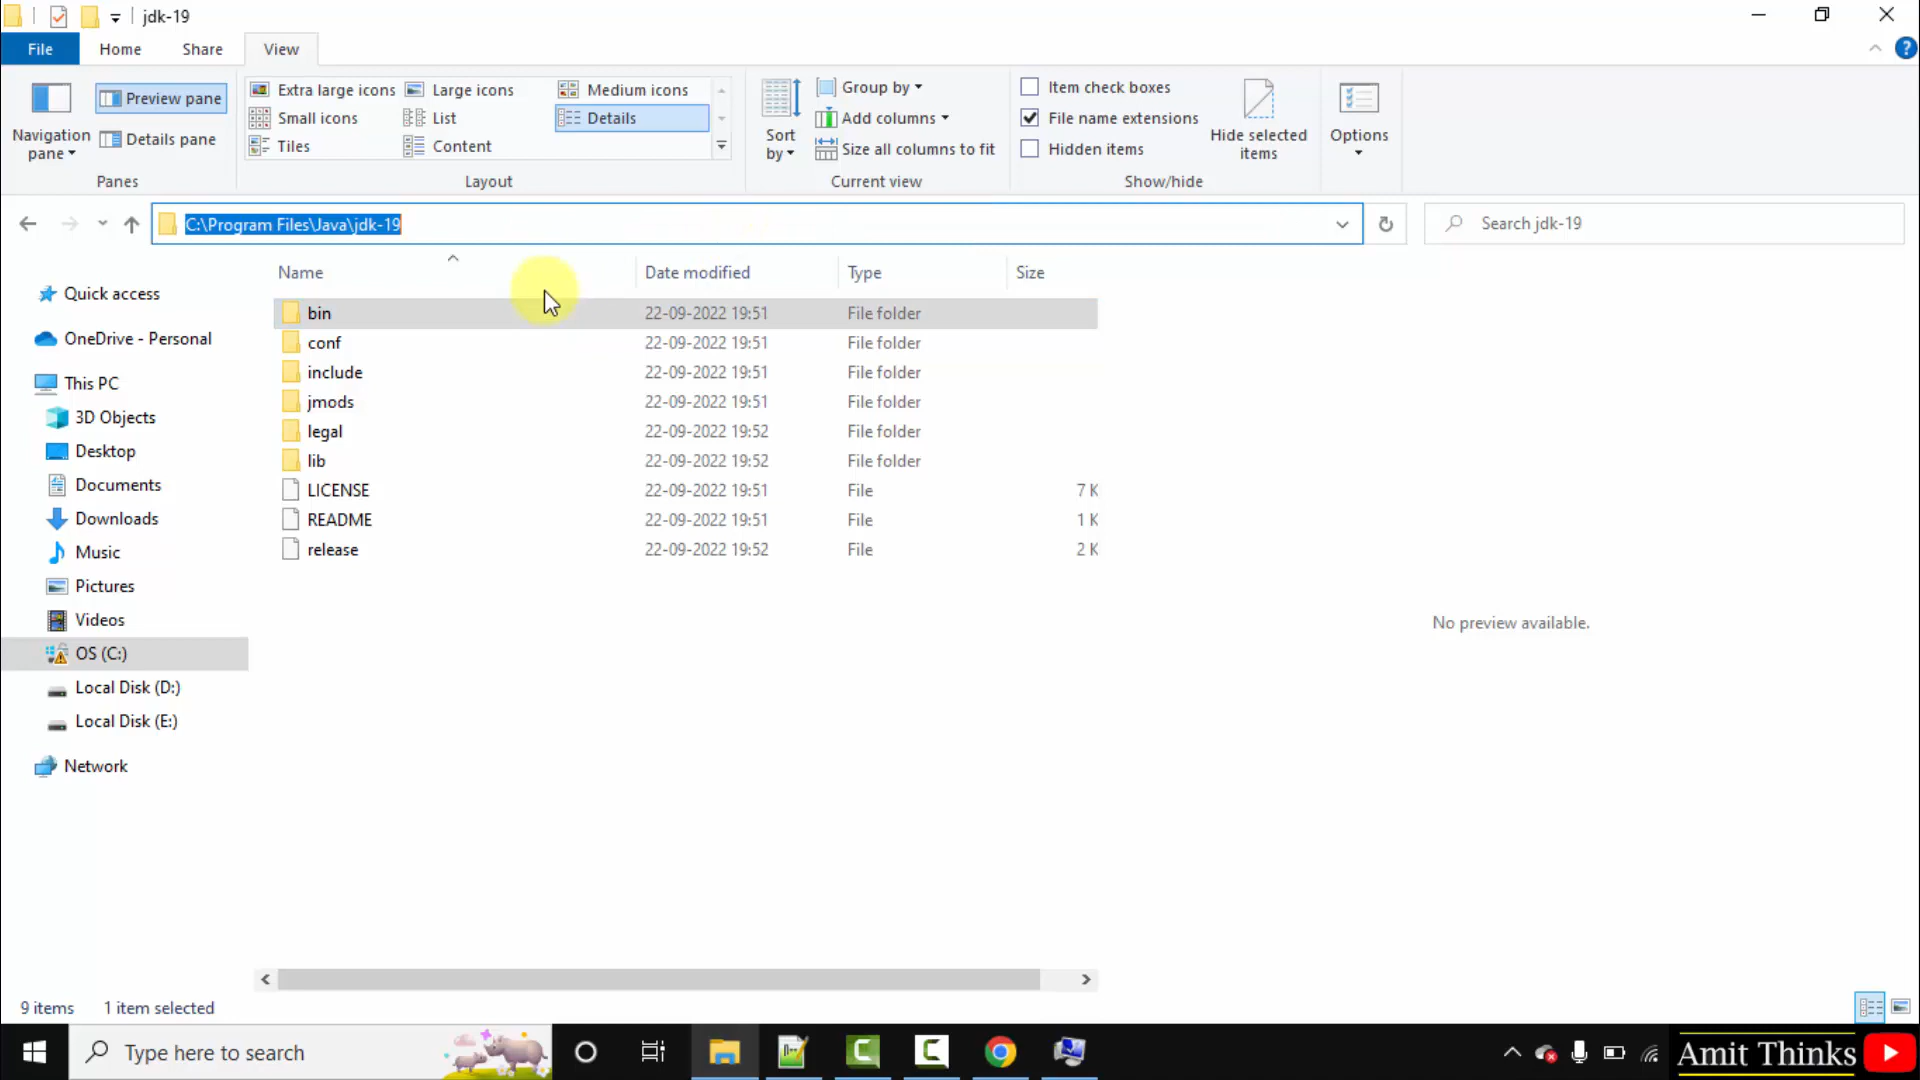 jdk-19
File Home Share View
Navigation pane
Preview pane
Details pane
Panes
Extra large icons Large icons Medium icons
Small icons List Details
Tiles Content
Layout
Sort by
Group by
Add columns
Size all columns to fit
Current view
Item check boxes
File name extensions
Hidden items
Hide selected items
Show/hide
Options
C:\Program Files\Java\jdk-19
Search jdk-19
Quick access
OneDrive - Personal
This PC
3D Objects
Desktop
Documents
Downloads
Music
Pictures
Videos
OS (C:)
Local Disk (D:)
Local Disk (E:)
Network
Name Date modified Type Size
bin 22-09-2022 19:51 File folder
conf 22-09-2022 19:51 File folder
include 22-09-2022 19:51 File folder
jmods 22-09-2022 19:51 File folder
legal 22-09-2022 19:52 File folder
lib 22-09-2022 19:52 File folder
LICENSE 22-09-2022 19:51 File 7 K
README 22-09-2022 19:51 File 1 K
release 22-09-2022 19:52 File 2 K
No preview available.
9 items 1 item selected
Type here to search
Amit Thinks